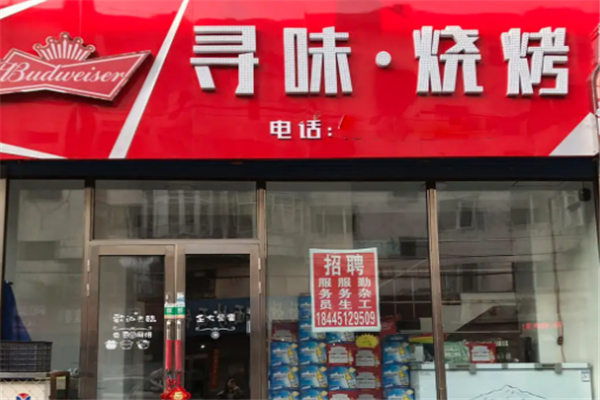 Budweiser
寻味·烧烤
电话:
招聘
服务员 服务生 勤杂工
18445129509